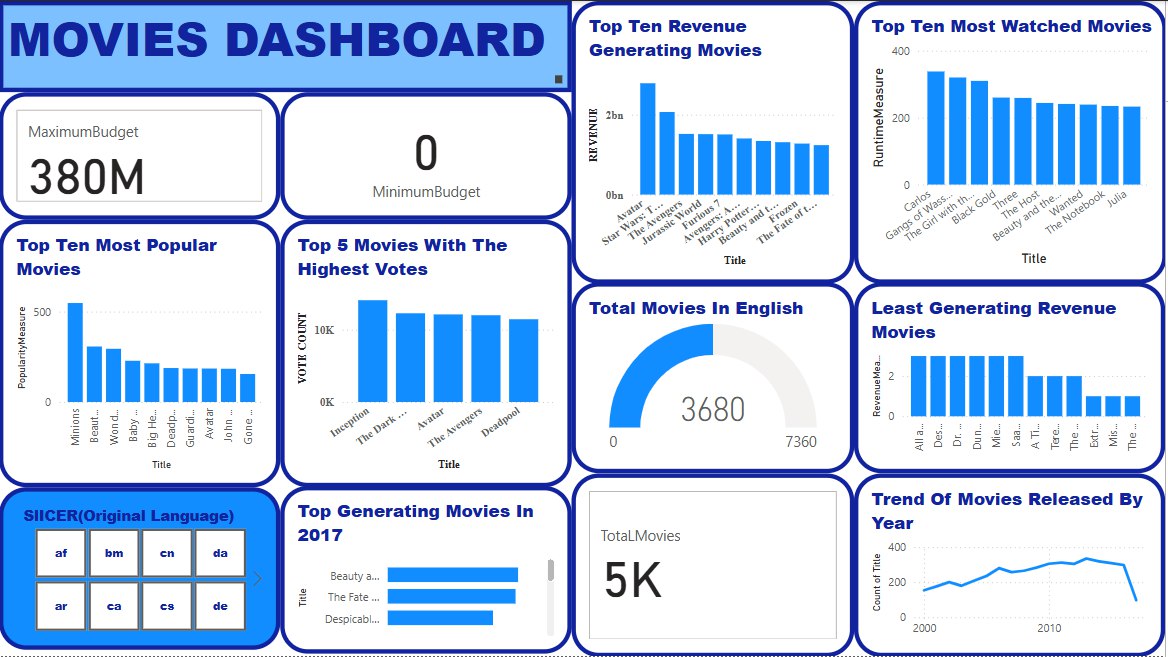 MOVIES DASHBOARD
MaximumBudget
380M
0
MinimumBudget
Top Ten Revenue
Generating Movies
REVENUE
2bn
0bn
Avatar
Star Wars: T...
The Avengers
Jurassic World
Furious 7
Avengers: A...
Harry Potter...
Beauty and t...
Frozen
The Fate of t...
Title
Top Ten Most Watched Movies
RuntimeMeasure
400
200
0
Carlos
Gangs of Wass...
The Girl with th...
Black Gold
Three
The Host
Beauty and the...
Wanted
The Notebook
Julia
Title
Top Ten Most Popular
Movies
PopularityMeasure
500
0
Minions
Beaut...
Wond...
Baby ...
Big He...
Deadp...
Guardi...
Avatar
John ...
Gone ...
Title
Top 5 Movies With The
Highest Votes
VOTE COUNT
10K
0K
Inception
The Dark ...
Avatar
The Avengers
Deadpool
Title
Total Movies In English
3680
0
7360
Least Generating Revenue
Movies
RevenueMea...
2
0
All a...
Des...
Dr. ...
Dun...
Mie...
Saa...
A Ti...
Tere...
The ...
Extr...
Mis...
The ...
SlICER(Original Language)
af
bm
cn
da
ar
ca
cs
de
Top Generating Movies In
2017
Title
Beauty a...
The Fate ...
Despicabl...
TotaLMovies
5K
Trend Of Movies Released By
Year
Count of Title
400
200
0
2000
2010